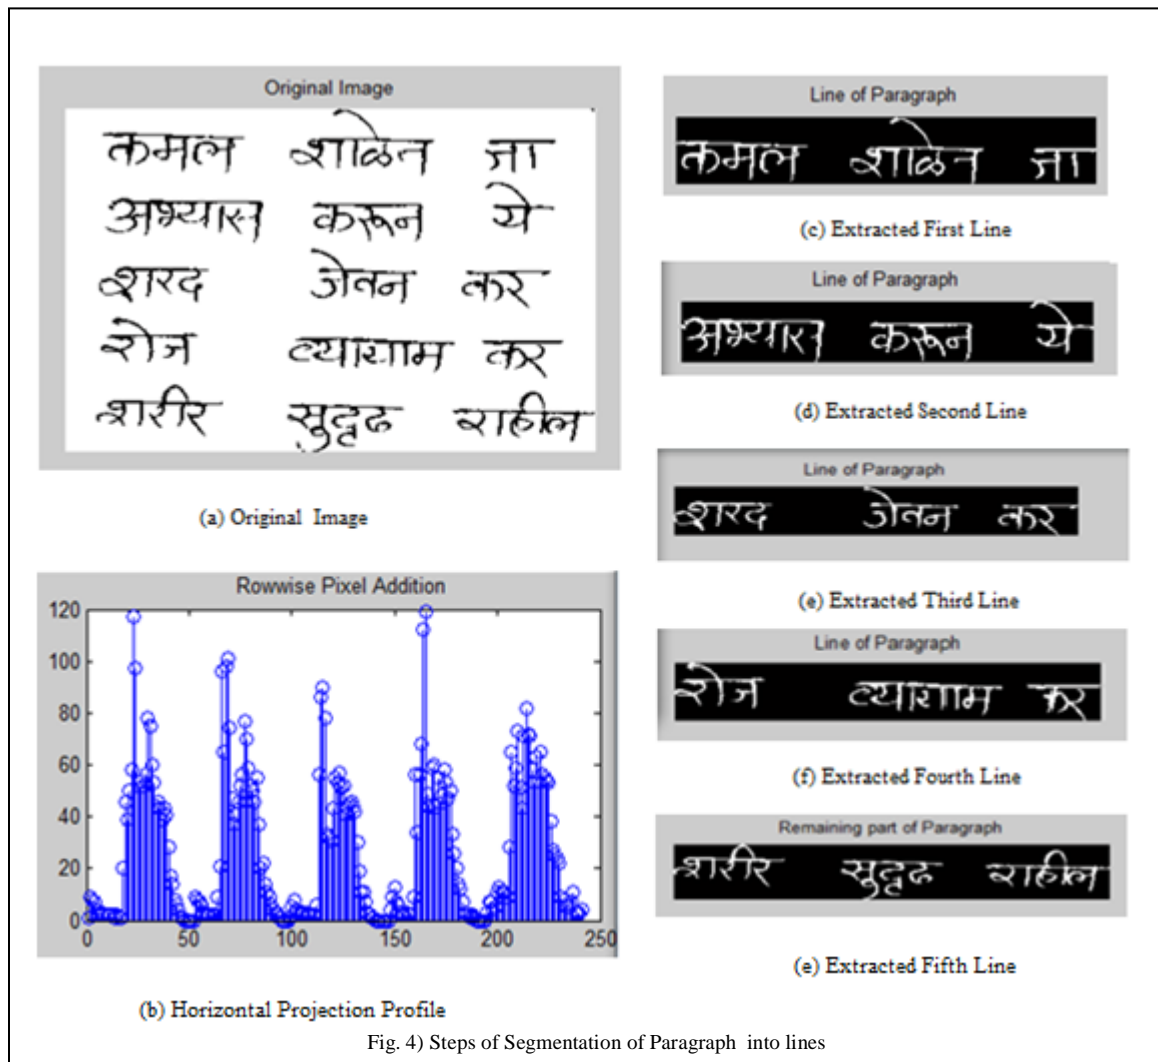 Original Image
कमल शाळेत जा
अभ्यास करून ये
शरद जेवन कर
रोज व्यायाम कर
शरीर सुदृढ राहील
(a) Original Image
Rowwise Pixel Addition
120
100
80
60
40
20
0
0 50 100 150 200 250
(b) Horizontal Projection Profile
Line of Paragraph
कमल शाळेत जा
(c) Extracted First Line
Line of Paragraph
अभ्यास करून ये
(d) Extracted Second Line
Line of Paragraph
शरद जेवन कर
(e) Extracted Third Line
Line of Paragraph
रोज व्यायाम कर
(f) Extracted Fourth Line
Remaining part of Paragraph
शरीर सुदृढ राहील
(e) Extracted Fifth Line
Fig. 4) Steps of Segmentation of Paragraph into lines